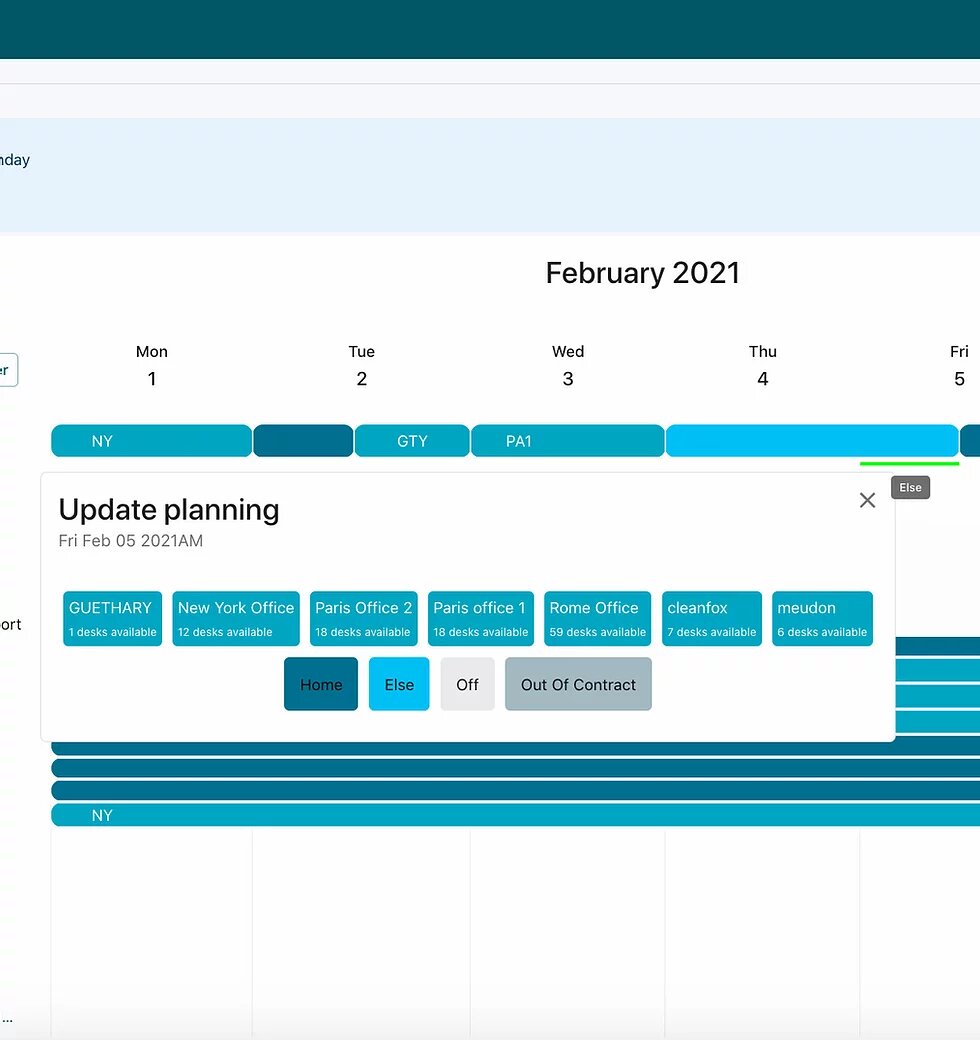 February 2021
Mon Tue Wed Thu Fri
1 2 3 4 5
NY GTY PA1
Else
Update planning
Fri Feb 05 2021AM
GUETHARY New York Office Paris Office 2 Paris office 1 Rome Office cleanfox meudon
1 desks available 12 desks available 18 desks available 18 desks available 59 desks available 7 desks available 6 desks available
Home Else Off Out Of Contract
NY
...